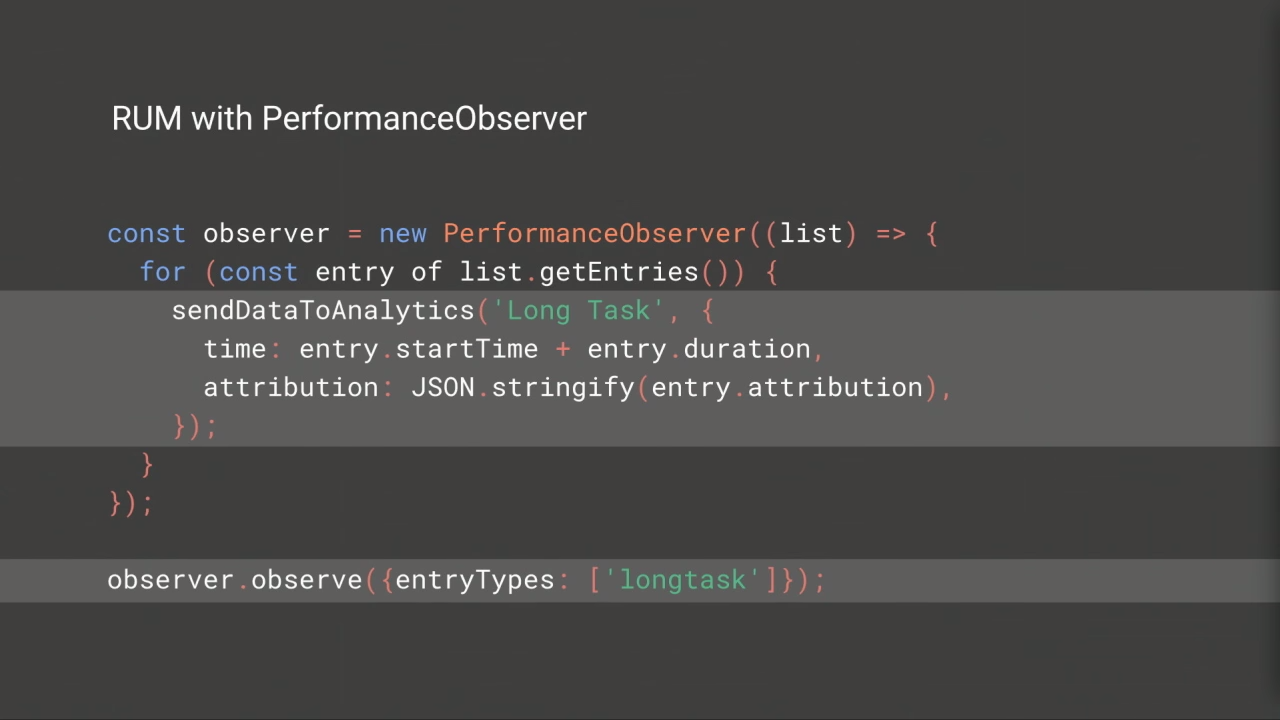 RUM with PerformanceObserver
const observer = new PerformanceObserver((list) => {
  for (const entry of list.getEntries()) {
    sendDataToAnalytics('Long Task', {
      time: entry.startTime + entry.duration,
      attribution: JSON.stringify(entry.attribution),
    });
  }
});
observer.observe({entryTypes: ['longtask']});